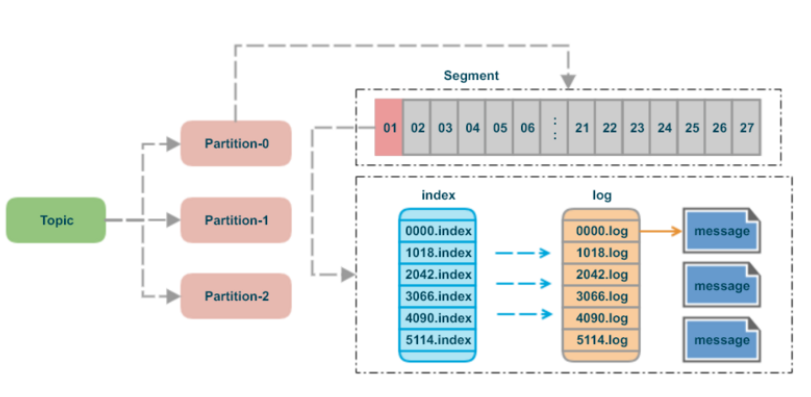 Segment
01 02 03 04 05 06 : : 21 22 23 24 25 26 27
Partition-0
Topic
Partition-1
Partition-2
index log
0000.index 0000.log message
1018.index 1018.log
2042.index 2042.log
3066.index 3066.log message
4090.index 4090.log
5114.index 5114.log message